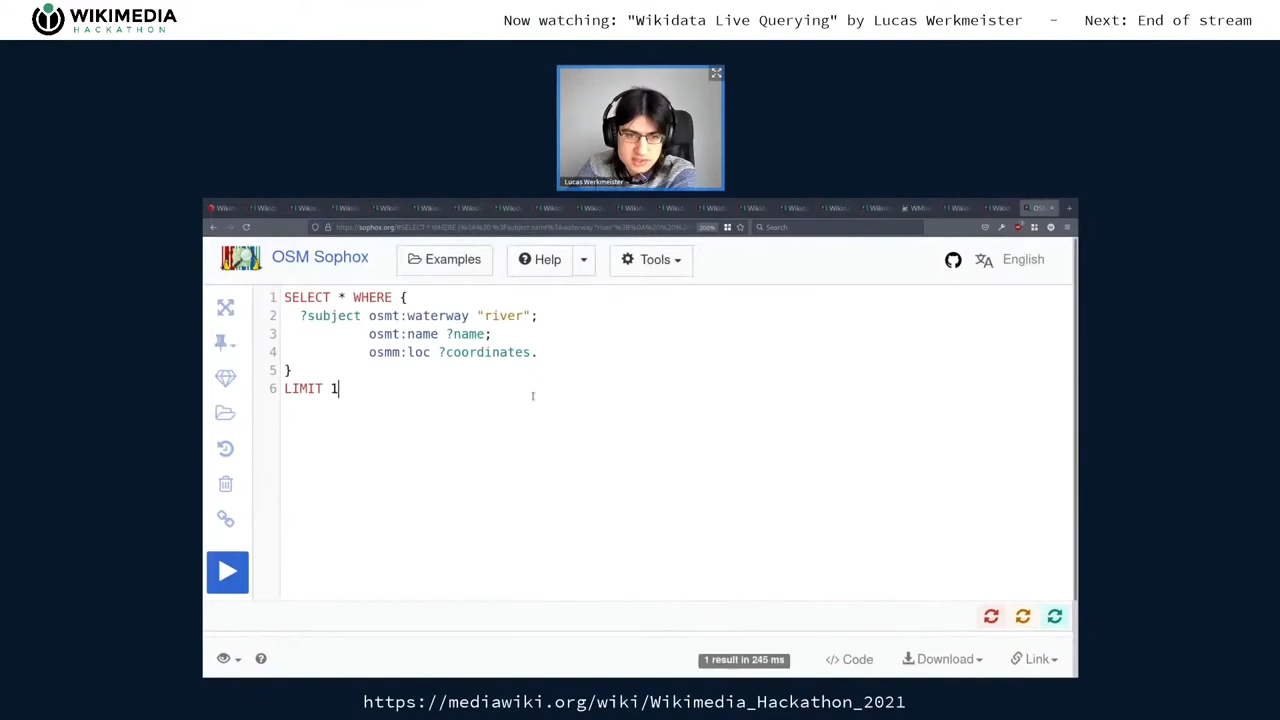 WIKIMEDIA
HACKATHON
Now watching: "Wikidata Live Querying" by Lucas Werkmeister - Next: End of stream
Lucas Werkmeister
Search
200%
OSM Sophox
Examples
Help
Tools
English
1 SELECT * WHERE {
2 ?subject osmt:waterway "river";
3 osmt:name ?name;
4 osmm:loc ?coordinates.
5 }
6 LIMIT 1
1 result in 245 ms
</> Code
Download
Link
https://mediawiki.org/wiki/Wikimedia_Hackathon_2021